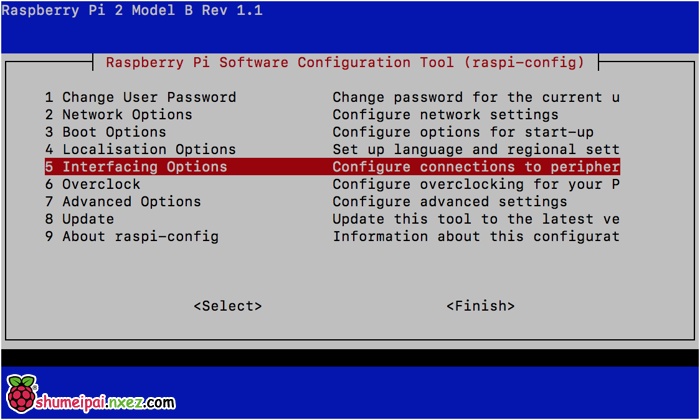 Raspberry Pi 2 Model B Rev 1.1
Raspberry Pi Software Configuration Tool (raspi-config)
1 Change User Password Change password for the current u
2 Network Options Configure network settings
3 Boot Options Configure options for start-up
4 Localisation Options Set up language and regional sett
5 Interfacing Options Configure connections to peripher
6 Overclock Configure overclocking for your P
7 Advanced Options Configure advanced settings
8 Update Update this tool to the latest ve
9 About raspi-config Information about this configurat
<Select> <Finish>
shumeipai.nxez.com